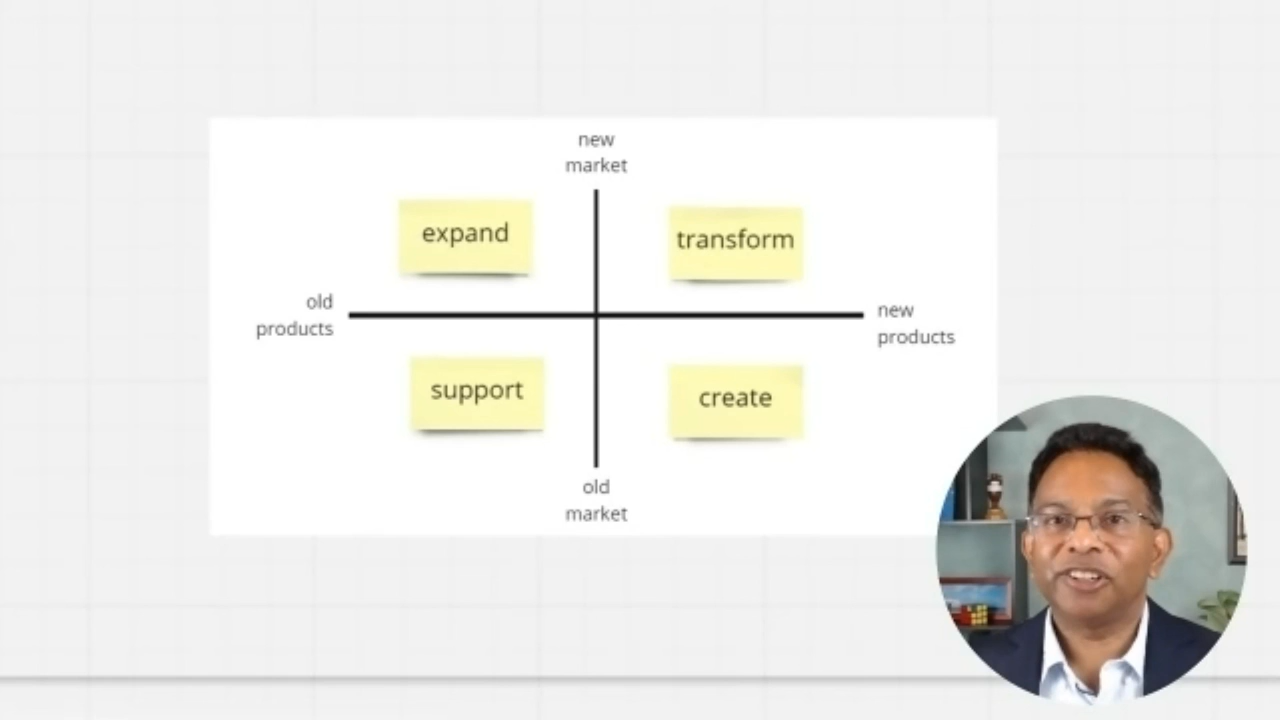 new
market
expand
transform
old
products
new
products
support
create
old
market